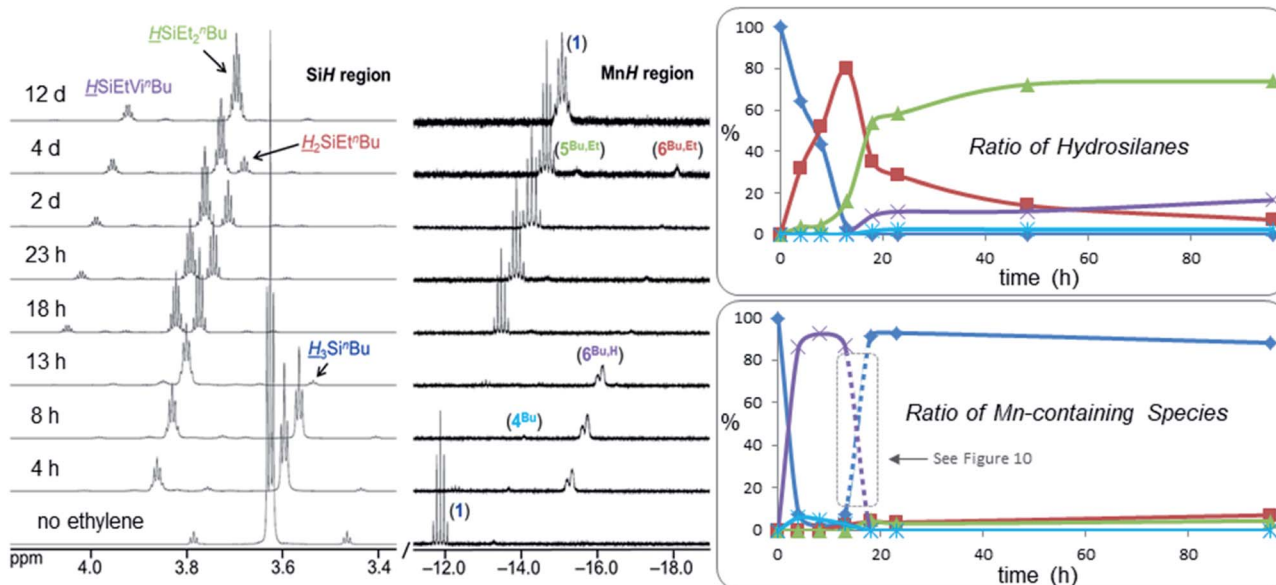 HSiEt₂ⁿBu
HSiEtViⁿBu
SiH region
12 d
4 d
H₂SiEtⁿBu
2 d
23 h
18 h
13 h
H₃SiⁿBu
8 h
4 h
no ethylene
ppm
4.0
3.8
3.6
3.4
(1)
MnH region
(5ᴮᵘ,ᴱᵗ)
(6ᴮᵘ,ᴱᵗ)
(6ᴮᵘ,ᴴ)
(4ᴮᵘ)
(1)
/
−12.0
−14.0
−16.0
−18.0
100
80
60
%
40
20
0
Ratio of Hydrosilanes
0
20
40
60
80
time (h)
100
80
60
%
40
20
0
Ratio of Mn-containing Species
See Figure 10
0
20
40
60
80
time (h)